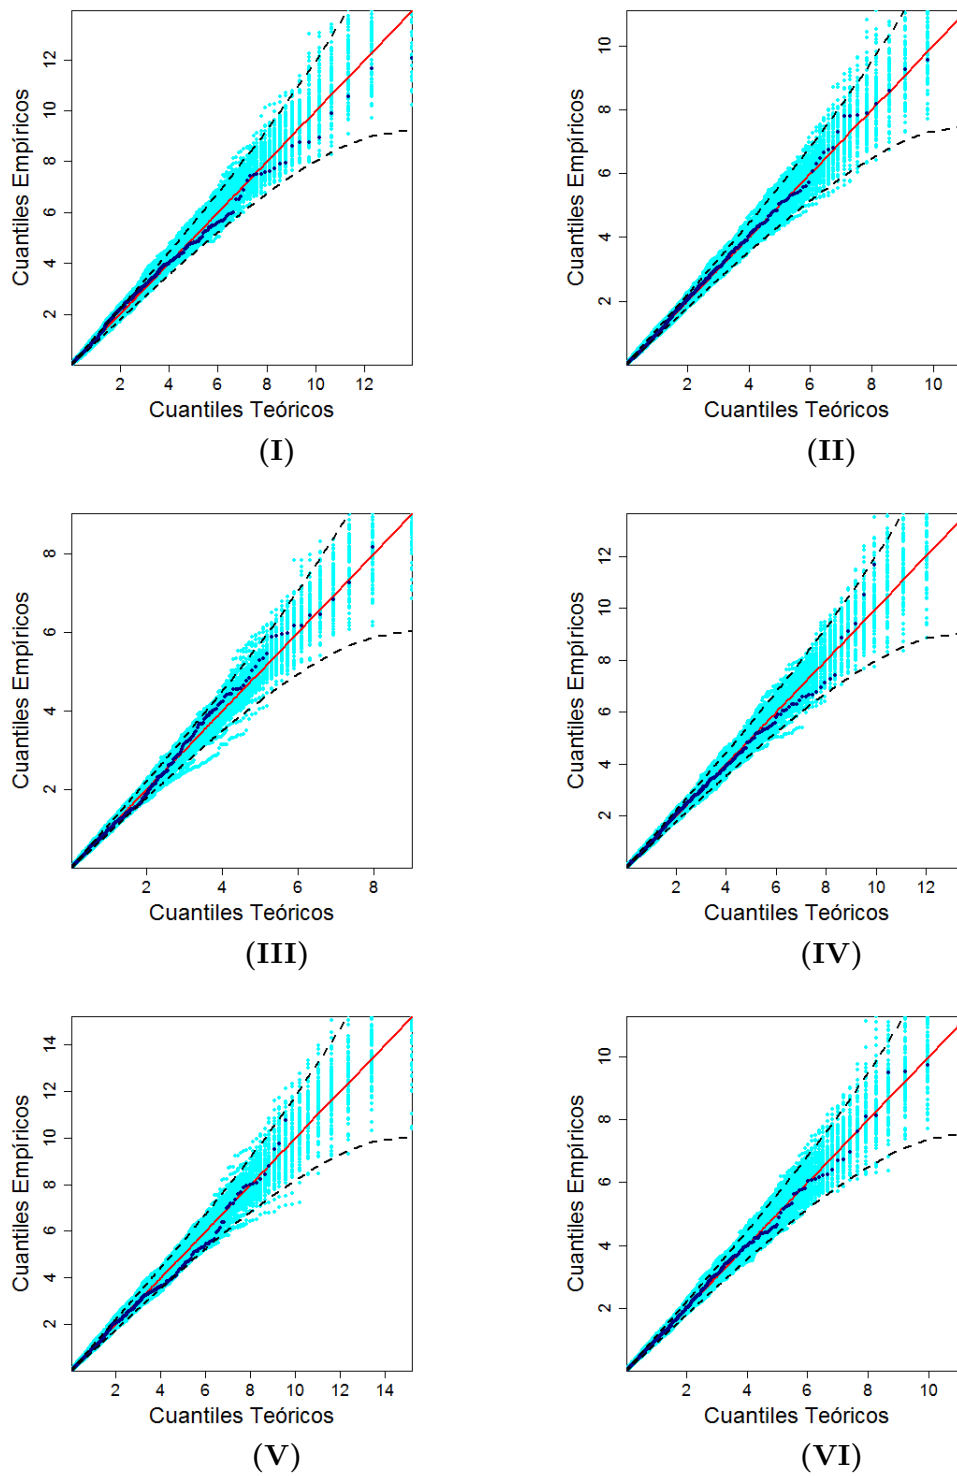 12
10
8
6
4
2
Cuantiles Empíricos
2 4 6 8 10 12
Cuantiles Teóricos
(I)
10
8
6
4
2
Cuantiles Empíricos
2 4 6 8 10
Cuantiles Teóricos
(II)
8
6
4
2
Cuantiles Empíricos
2 4 6 8
Cuantiles Teóricos
(III)
12
10
8
6
4
2
Cuantiles Empíricos
2 4 6 8 10 12
Cuantiles Teóricos
(IV)
14
12
10
8
6
4
2
Cuantiles Empíricos
2 4 6 8 10 12 14
Cuantiles Teóricos
(V)
10
8
6
4
2
Cuantiles Empíricos
2 4 6 8 10
Cuantiles Teóricos
(VI)